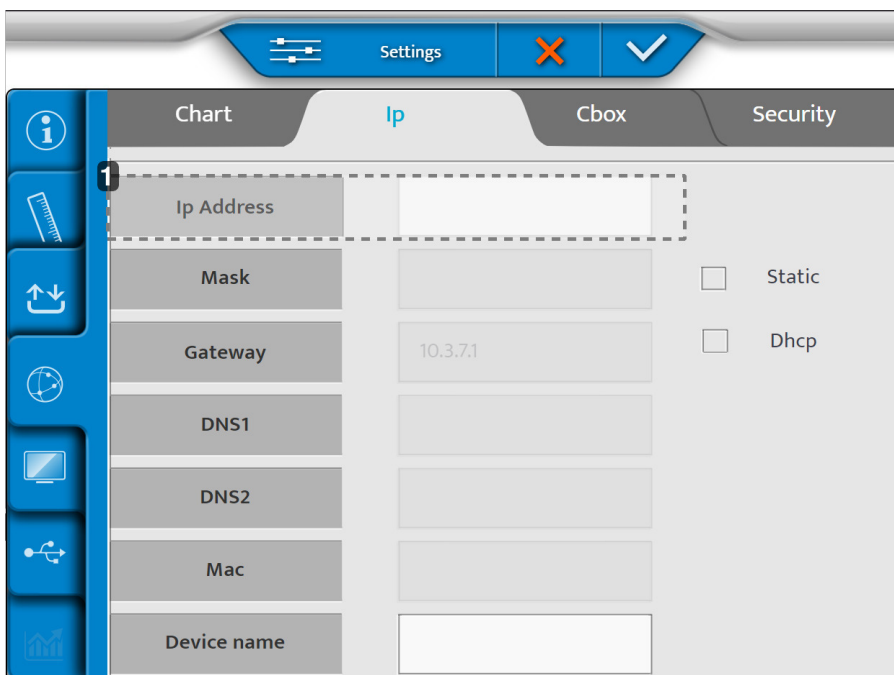 Settings
Chart Ip Cbox Security
1
Ip Address
Mask Static
Gateway 10.3.7.1 Dhcp
DNS1
DNS2
Mac
Device name